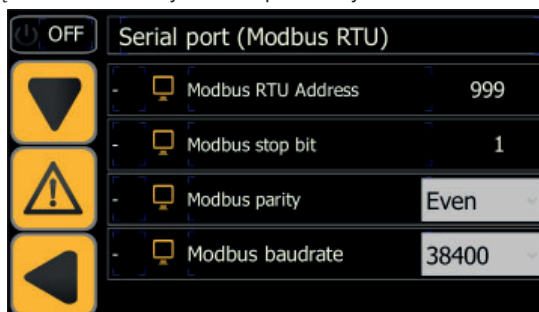 OFF
Serial port (Modbus RTU)
- Modbus RTU Address 999
- Modbus stop bit 1
- Modbus parity Even
- Modbus baudrate 38400